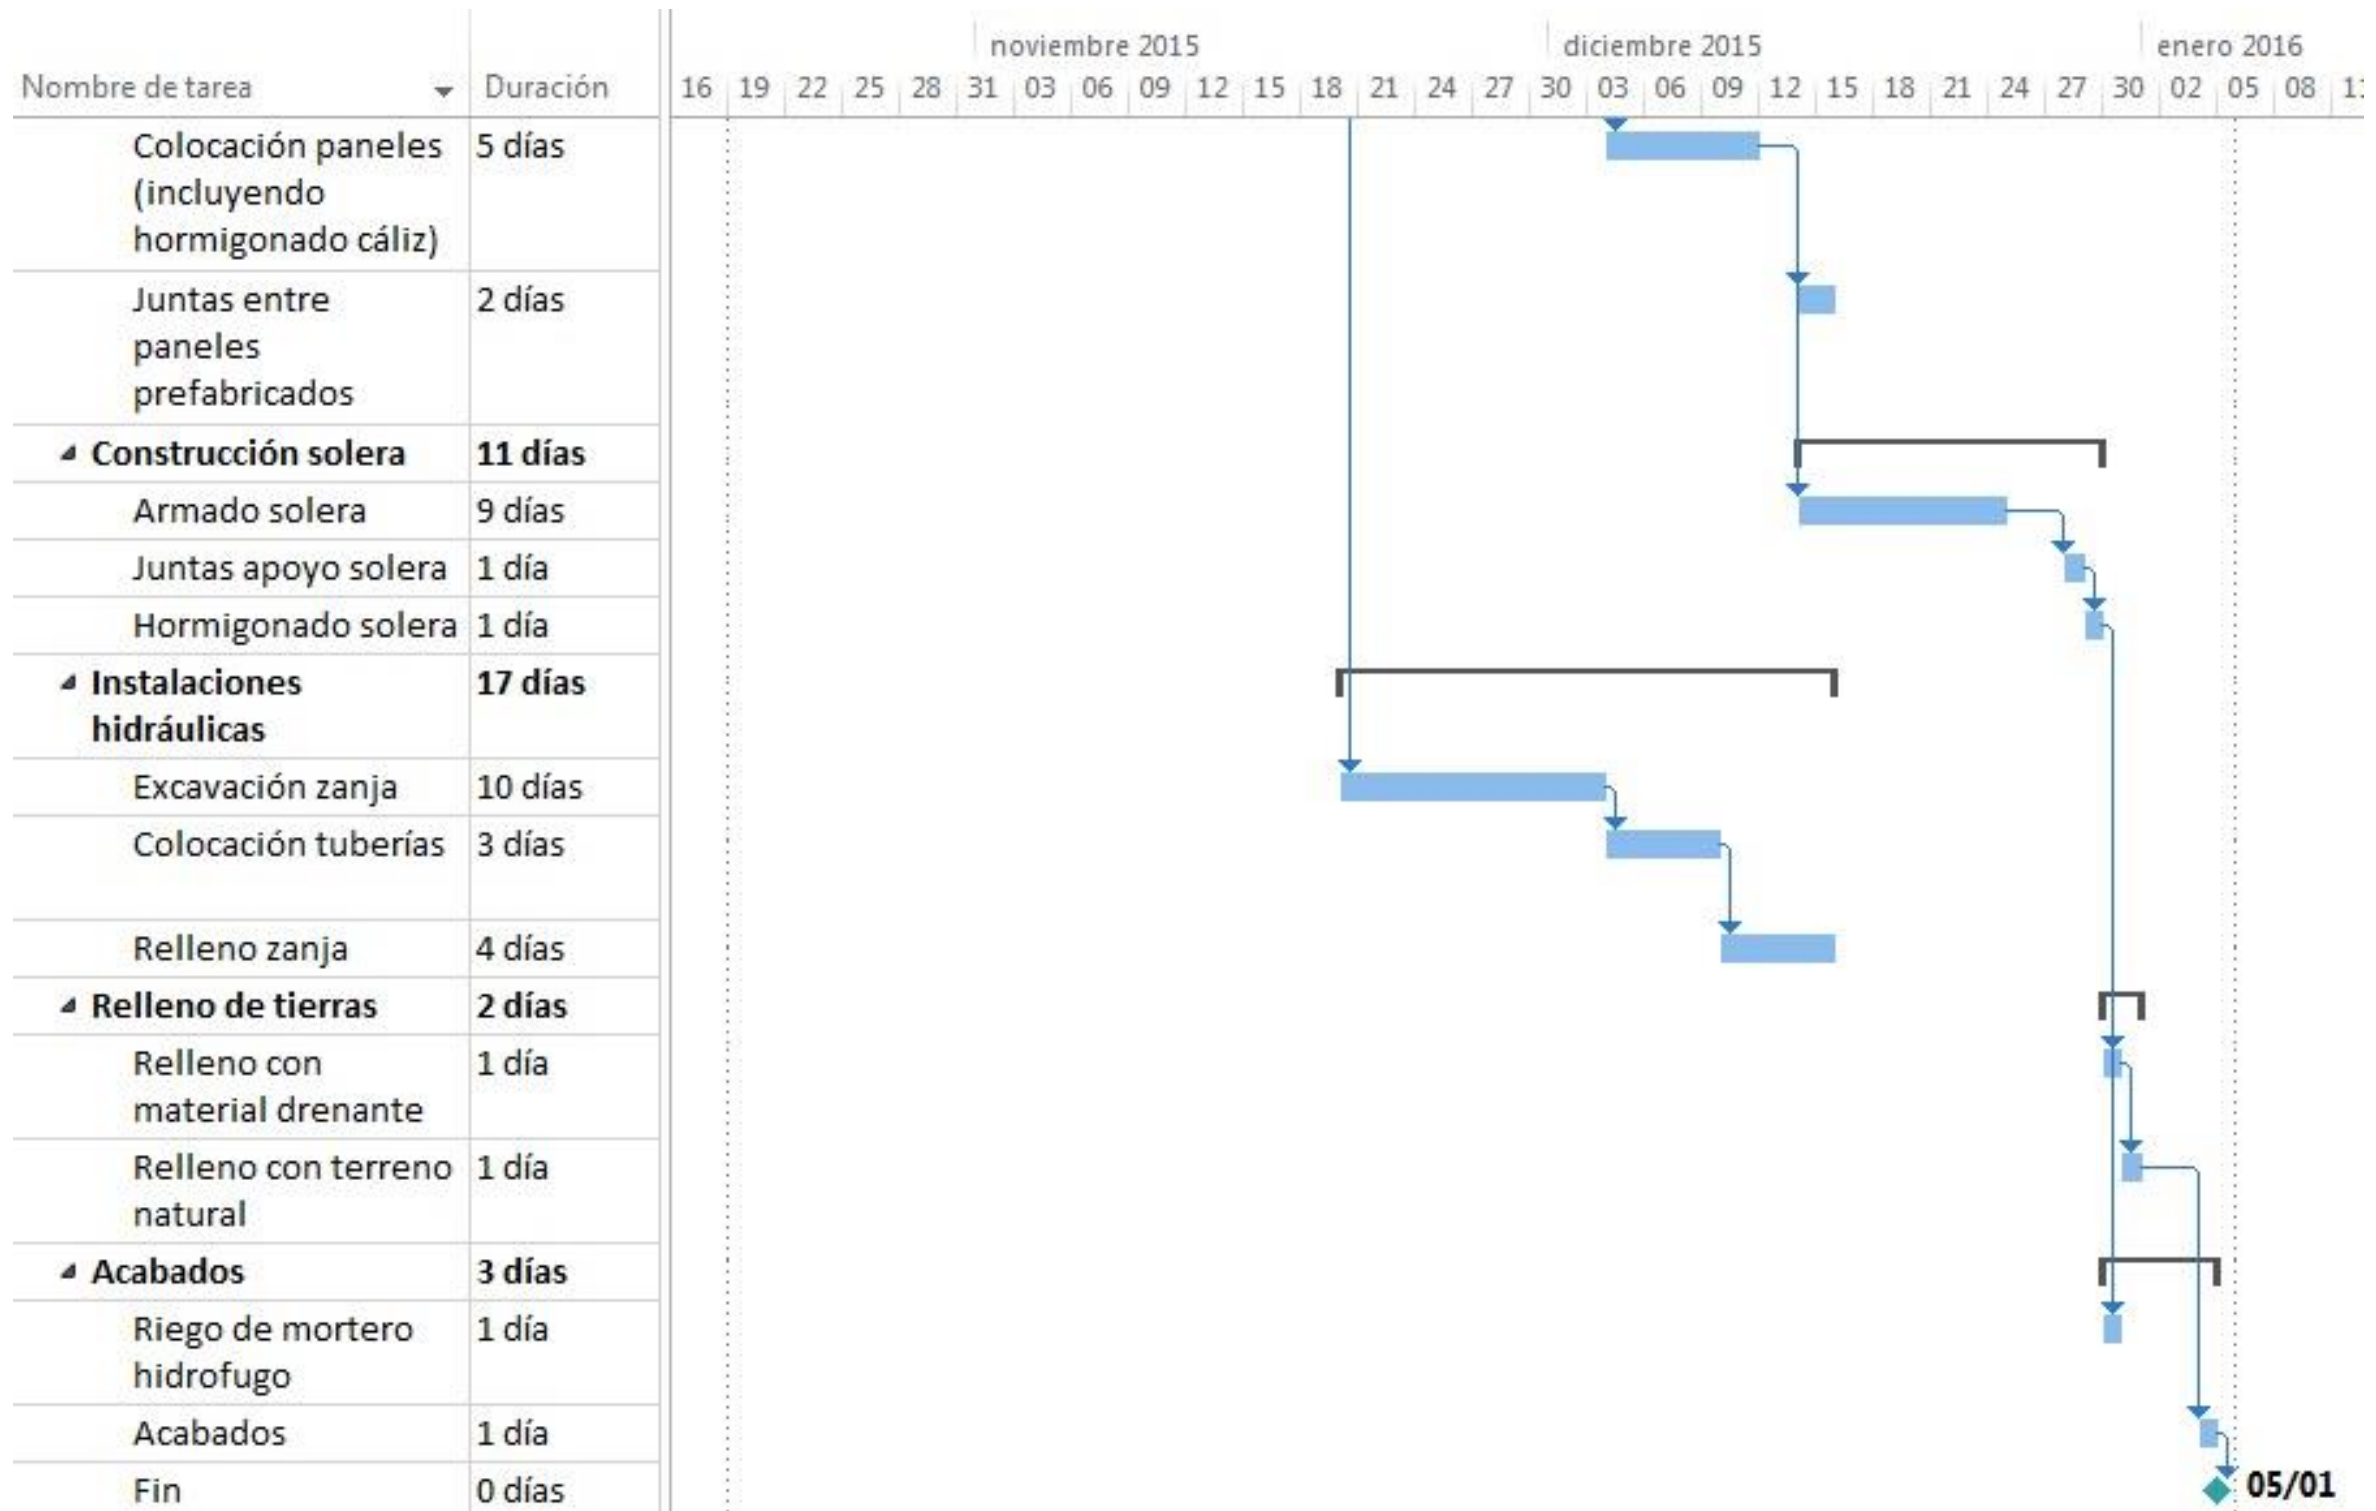 noviembre 2015 diciembre 2015 enero 2016
Nombre de tarea Duración 16 19 22 25 28 31 03 06 09 12 15 18 21 24 27 30 03 06 09 12 15 18 21 24 27 30 02 05 08
Colocación paneles 5 días
(incluyendo
hormigonado cáliz)
Juntas entre 2 días
paneles
prefabricados
Construcción solera 11 días
Armado solera 9 días
Juntas apoyo solera 1 día
Hormigonado solera 1 día
Instalaciones 17 días
hidráulicas
Excavación zanja 10 días
Colocación tuberías 3 días
Relleno zanja 4 días
Relleno de tierras 2 días
Relleno con 1 día
material drenante
Relleno con terreno 1 día
natural
Acabados 3 días
Riego de mortero 1 día
hidrofugo
Acabados 1 día
Fin 0 días 05/01